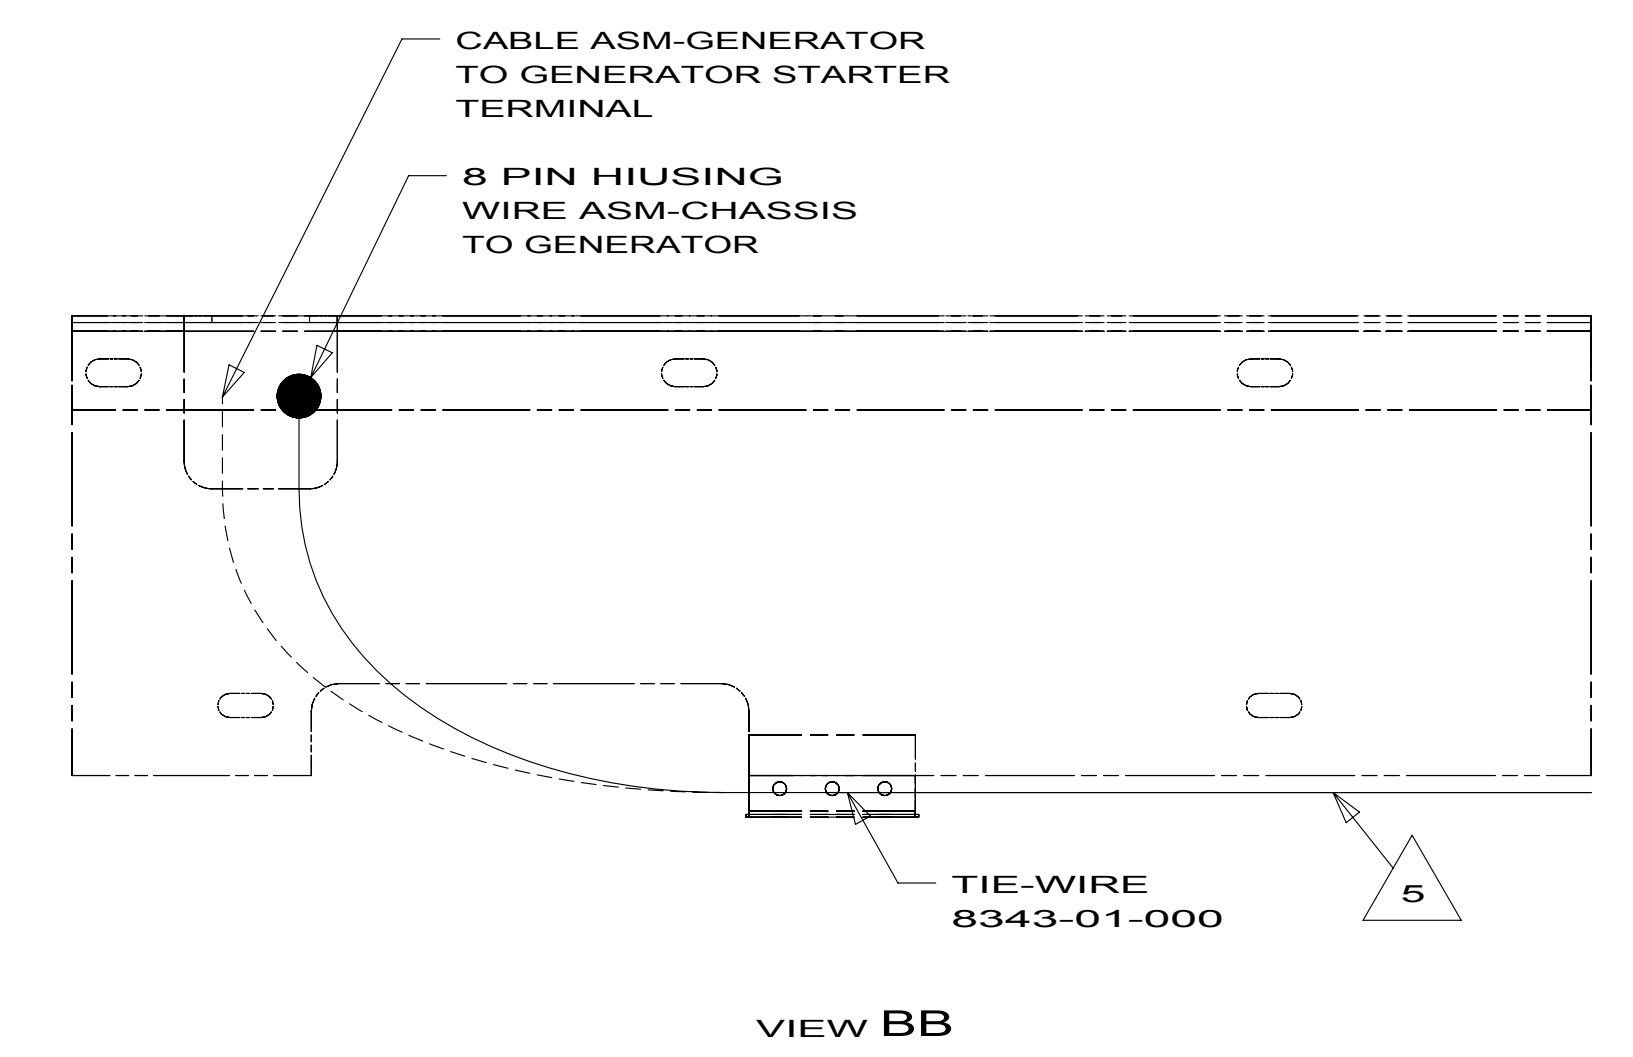 CABLE ASM-GENERATOR
TO GENERATOR STARTER
TERMINAL
8 PIN HIUSING
WIRE ASM-CHASSIS
TO GENERATOR
TIE-WIRE
8343-01-000
5
VIEW BB